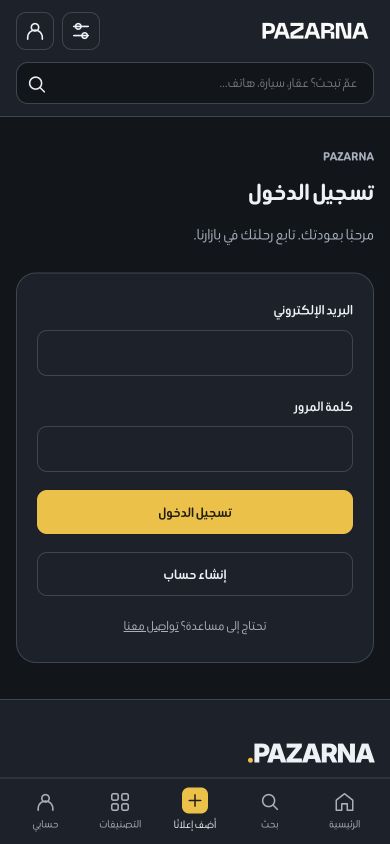 PAZARNA
عمّ تبحث؟ عقار، سيارة، هاتف...
PAZARNA
تسجيل الدخول
مرحبًا بعودتك. تابع رحلتك في بازارنا.
البريد الإلكتروني
كلمة المرور
تسجيل الدخول
إنشاء حساب
تحتاج إلى مساعدة؟ تواصل معنا
PAZARNA.
الرئيسية
بحث
أضف إعلانًا
التصنيفات
حسابي